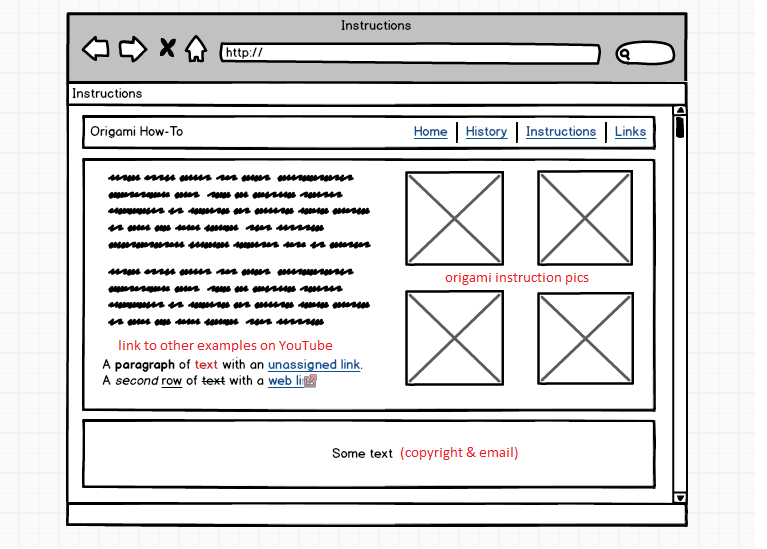 Instructions
http://
Instructions
Origami How-To Home History Instructions Links
origami instruction pics
link to other examples on YouTube
A paragraph of text with an unassigned link.
A second row of text with a web li
Some text (copyright & email)